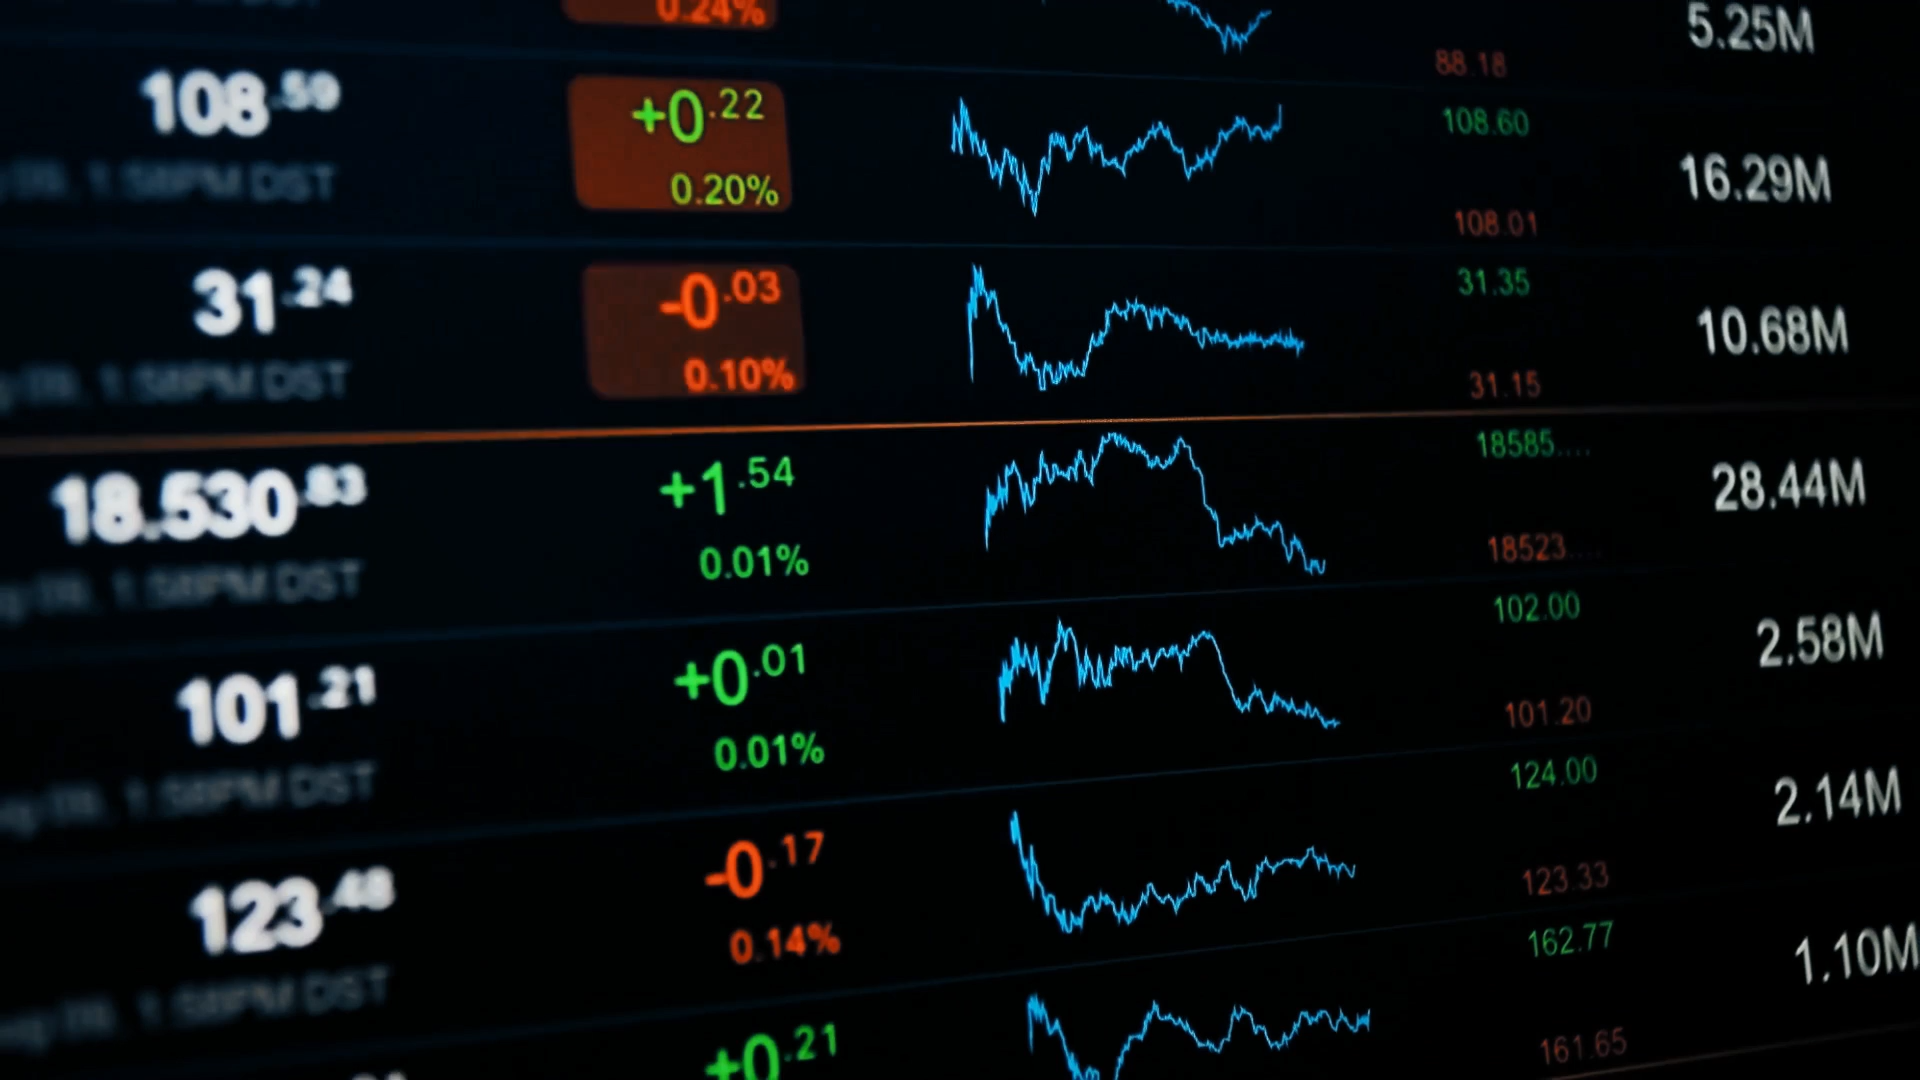 0.24%
5.25M
88.18
108.59
+0.22
0.20%
108.60
108.01
16.29M
1:58PM DST
31.24
-0.03
0.10%
31.35
31.15
10.68M
1:58PM DST
18.530.83
+1.54
0.01%
18585....
18523....
28.44M
1:58PM DST
101.21
+0.01
0.01%
102.00
101.20
2.58M
1:58PM DST
123.48
-0.17
0.14%
124.00
123.33
2.14M
1:58PM DST
+0.21
162.77
161.65
1.10M